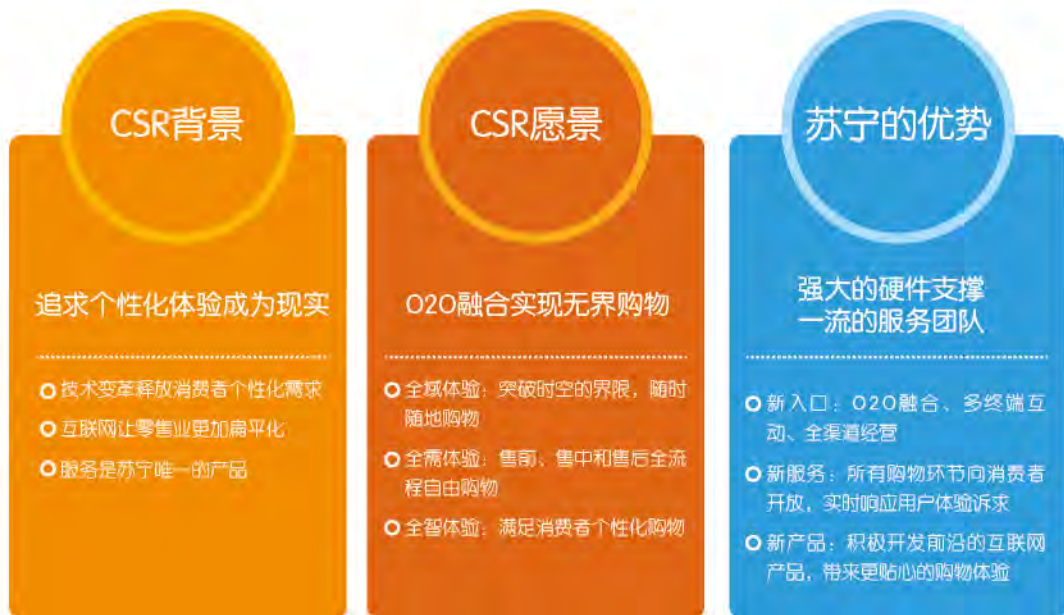 CSR背景
追求个性化体验成为现实
技术变革释放消费者个性化需求
互联网让零售业更加扁平化
服务是苏宁唯一的产品
CSR愿景
O2O融合实现无界购物
全域体验：突破时空的界限，随时
随地购物
全需体验：售前、售中和售后全流
程自由购物
全智体验：满足消费者个性化购物
苏宁的优势
强大的硬件支撑
一流的服务团队
新入口：O2O融合、多终端互
动、全渠道经营
新服务：所有购物环节向消费者
开放，实时响应用户体验诉求
新产品：积极开发前沿的互联网
产品，带来更贴心的购物体验